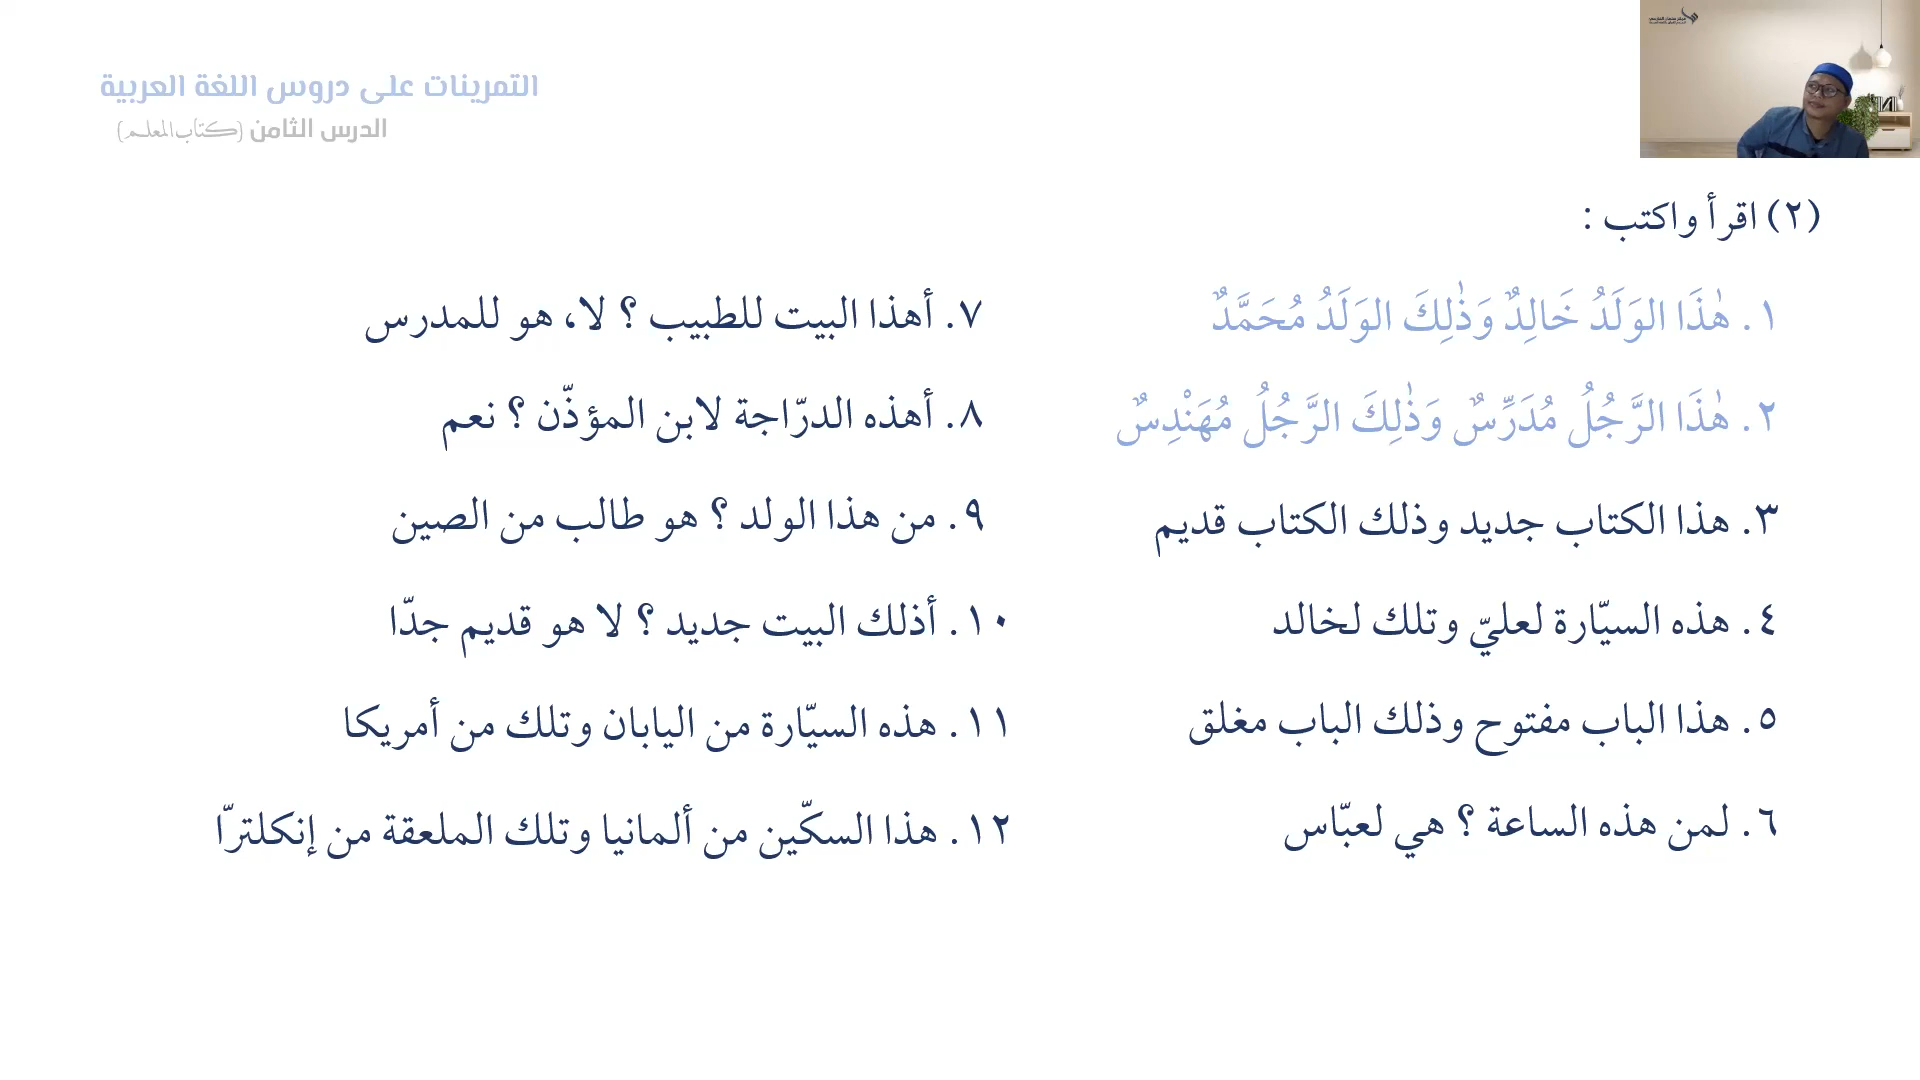 التمرينات على دروس اللغة العربية
الدرس الثامن (كتاب المعلم)
(٢) اقرأ واكتب :
١. هٰذَا الوَلَدُ خَالِدٌ وَذٰلِكَ الوَلَدُ مُحَمَّدٌ
٢. هٰذَا الرَّجُلُ مُدَرِّسٌ وَذٰلِكَ الرَّجُلُ مُهَنْدِسٌ
٣. هذا الكتاب جديد وذلك الكتاب قديم
٤. هذه السيّارة لعليّ وتلك لخالد
٥. هذا الباب مفتوح وذلك الباب مغلق
٦. لمن هذه الساعة ؟ هي لعبّاس
٧. أهذا البيت للطبيب ؟ لا، هو للمدرس
٨. أهذه الدرّاجة لابن المؤذّن ؟ نعم
٩. من هذا الولد ؟ هو طالب من الصين
١٠. أذلك البيت جديد ؟ لا هو قديم جدّا
١١. هذه السيّارة من اليابان وتلك من أمريكا
١٢. هذا السكّين من ألمانيا وتلك الملعقة من إنكلترّا